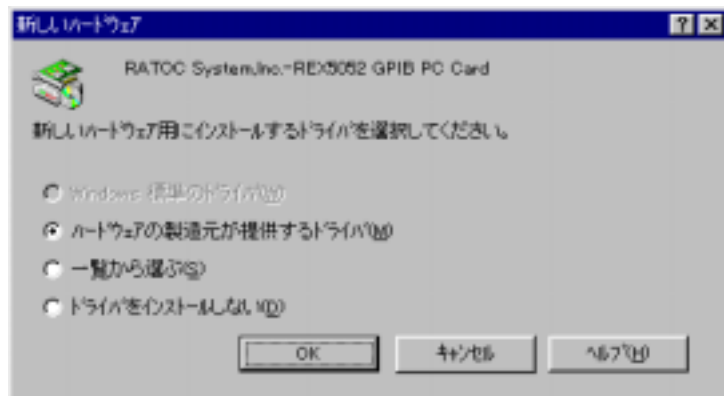 新しいハードウェア
RATOC System,Inc.-REX5052 GPIB PC Card
新しいハードウェア用にインストールするドライバを選択してください。
Windows 標準のドライバ(W)
ハードウェアの製造元が提供するドライバ(M)
一覧から選ぶ(S)
ドライバをインストールしない(D)
OK キャンセル ヘルプ(H)